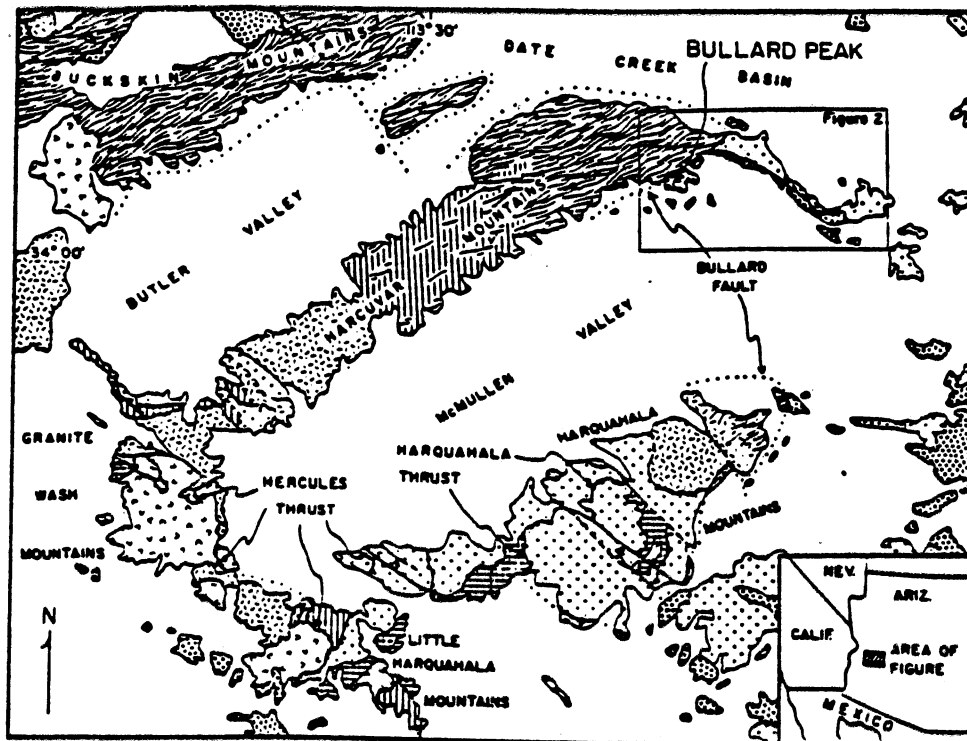 113° 30'
BUCKSKIN MOUNTAINS
DATE CREEK BASIN
BULLARD PEAK
Figure 2
34° 00'
BUTLER VALLEY
HARCUVAR MOUNTAINS
BULLARD FAULT
McMULLEN VALLEY
GRANITE WASH MOUNTAINS
HERCULES THRUST
HARQUAHALA THRUST
HARQUAHALA MOUNTAINS
LITTLE HARQUAHALA MOUNTAINS
N
NEV.
ARIZ.
CALIF.
AREA OF
FIGURE
MEXICO